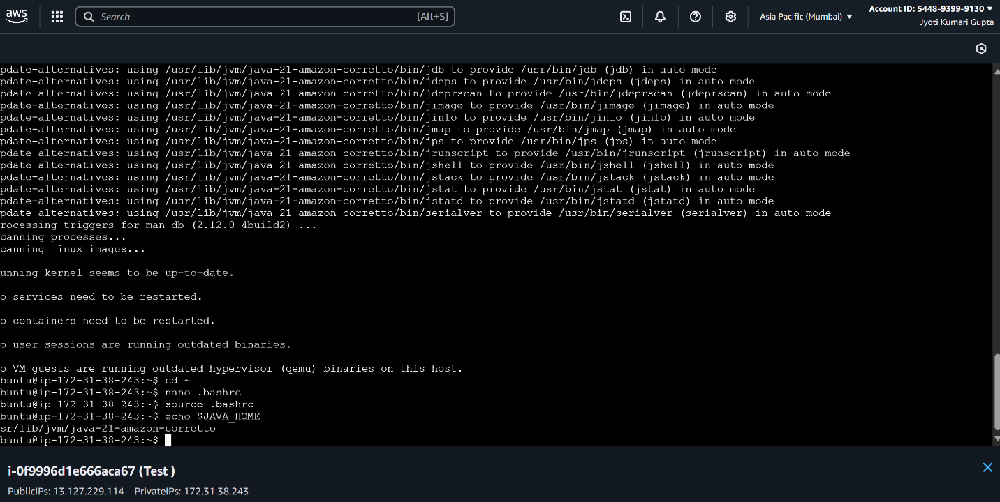 aws
Search
[Alt+S]
Asia Pacific (Mumbai)
Account ID: 5448-9399-9130
Jyoti Kumari Gupta
pdate-alternatives: using /usr/lib/jvm/java-21-amazon-corretto/bin/jdb to provide /usr/bin/jdb (jdb) in auto mode
pdate-alternatives: using /usr/lib/jvm/java-21-amazon-corretto/bin/jdeps to provide /usr/bin/jdeps (jdeps) in auto mode
pdate-alternatives: using /usr/lib/jvm/java-21-amazon-corretto/bin/jdeprscan to provide /usr/bin/jdeprscan (jdeprscan) in auto mode
pdate-alternatives: using /usr/lib/jvm/java-21-amazon-corretto/bin/jimage to provide /usr/bin/jimage (jimage) in auto mode
pdate-alternatives: using /usr/lib/jvm/java-21-amazon-corretto/bin/jinfo to provide /usr/bin/jinfo (jinfo) in auto mode
pdate-alternatives: using /usr/lib/jvm/java-21-amazon-corretto/bin/jmap to provide /usr/bin/jmap (jmap) in auto mode
pdate-alternatives: using /usr/lib/jvm/java-21-amazon-corretto/bin/jps to provide /usr/bin/jps (jps) in auto mode
pdate-alternatives: using /usr/lib/jvm/java-21-amazon-corretto/bin/jrunscript to provide /usr/bin/jrunscript (jrunscript) in auto mode
pdate-alternatives: using /usr/lib/jvm/java-21-amazon-corretto/bin/jshell to provide /usr/bin/jshell (jshell) in auto mode
pdate-alternatives: using /usr/lib/jvm/java-21-amazon-corretto/bin/jstack to provide /usr/bin/jstack (jstack) in auto mode
pdate-alternatives: using /usr/lib/jvm/java-21-amazon-corretto/bin/jstat to provide /usr/bin/jstat (jstat) in auto mode
pdate-alternatives: using /usr/lib/jvm/java-21-amazon-corretto/bin/jstatd to provide /usr/bin/jstatd (jstatd) in auto mode
pdate-alternatives: using /usr/lib/jvm/java-21-amazon-corretto/bin/serialver to provide /usr/bin/serialver (serialver) in auto mode
rocessing triggers for man-db (2.12.0-4build2) ...
canning processes...
canning linux images...
unning kernel seems to be up-to-date.
o services need to be restarted.
o containers need to be restarted.
o user sessions are running outdated binaries.
o VM guests are running outdated hypervisor (qemu) binaries on this host.
buntu@ip-172-31-38-243:~$ cd ~
buntu@ip-172-31-38-243:~$ nano .bashrc
buntu@ip-172-31-38-243:~$ source .bashrc
buntu@ip-172-31-38-243:~$ echo $JAVA_HOME
sr/lib/jvm/java-21-amazon-corretto
buntu@ip-172-31-38-243:~$
i-0f9996d1e666aca67 (Test )
PublicIPs: 13.127.229.114 PrivateIPs: 172.31.38.243